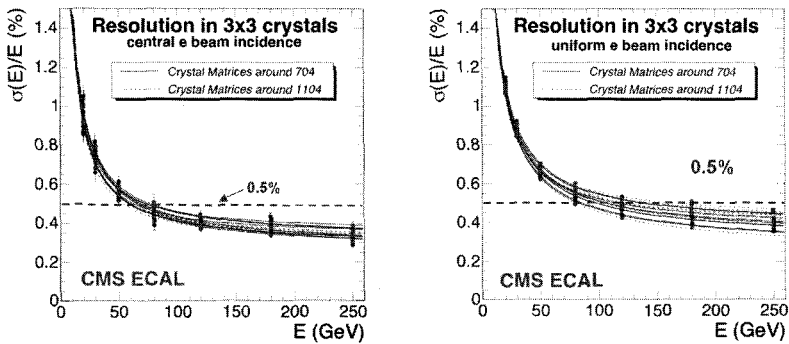 Resolution in 3x3 crystals
central e beam incidence
Crystal Matrices around 704
Crystal Matrices around 1104
0.5%
CMS ECAL
σ(E)/E (%)
1.4
1.2
1
0.8
0.6
0.4
0.2
0
0 50 100 150 200 250
E (GeV)
Resolution in 3x3 crystals
uniform e beam incidence
Crystal Matrices around 704
Crystal Matrices around 1104
0.5%
CMS ECAL
σ(E)/E (%)
1.4
1.2
1
0.8
0.6
0.4
0.2
0
0 50 100 150 200 250
E (GeV)